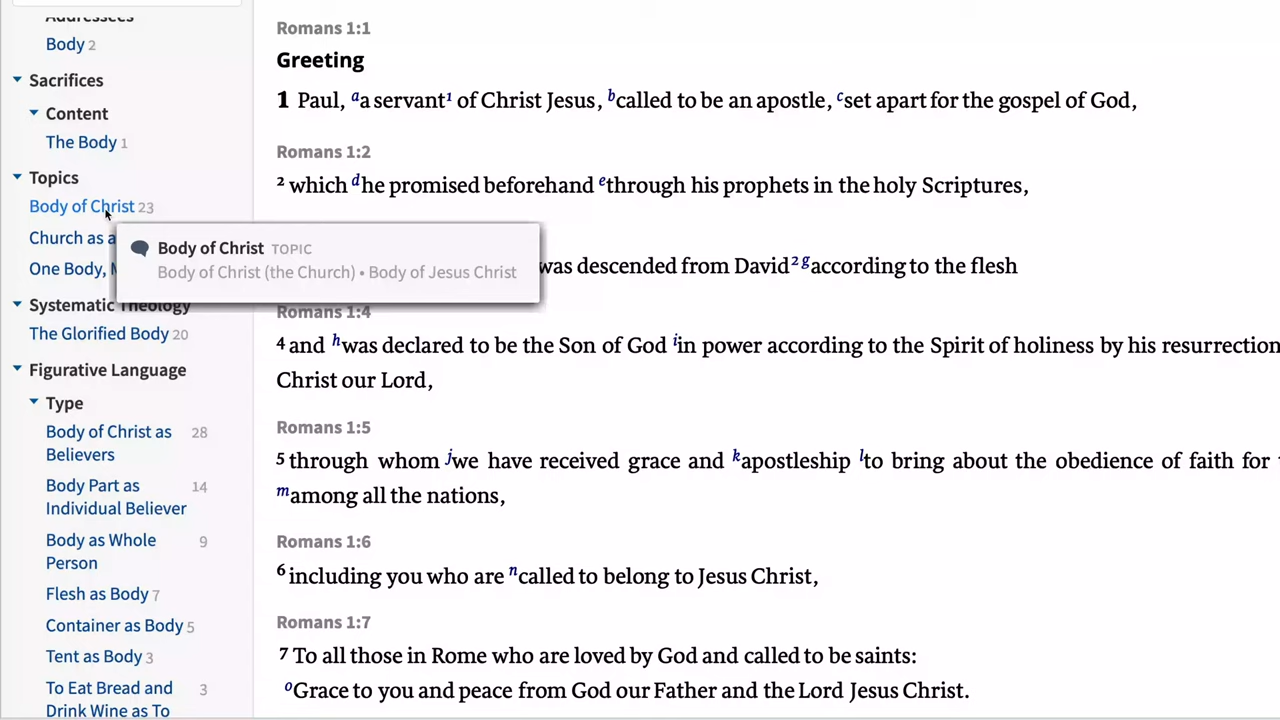 Addressees
Body 2
Sacrifices
Content
The Body 1
Topics
Body of Christ 23
Church as a
One Body,
Systematic Theology
The Glorified Body 20
Figurative Language
Type
Body of Christ as 28
Believers
Body Part as 14
Individual Believer
Body as Whole 9
Person
Flesh as Body 7
Container as Body 5
Tent as Body 3
To Eat Bread and 3
Drink Wine as To
Body of Christ TOPIC
Body of Christ (the Church) • Body of Jesus Christ
Romans 1:1
Greeting
1 Paul, a a servant1 of Christ Jesus, b called to be an apostle, c set apart for the gospel of God,
Romans 1:2
2 which d he promised beforehand e through his prophets in the holy Scriptures,
was descended from David2 g according to the flesh
Romans 1:4
4 and h was declared to be the Son of God i in power according to the Spirit of holiness by his resurrection
Christ our Lord,
Romans 1:5
5 through whom j we have received grace and k apostleship l to bring about the obedience of faith for
m among all the nations,
Romans 1:6
6 including you who are n called to belong to Jesus Christ,
Romans 1:7
7 To all those in Rome who are loved by God and called to be saints:
o Grace to you and peace from God our Father and the Lord Jesus Christ.